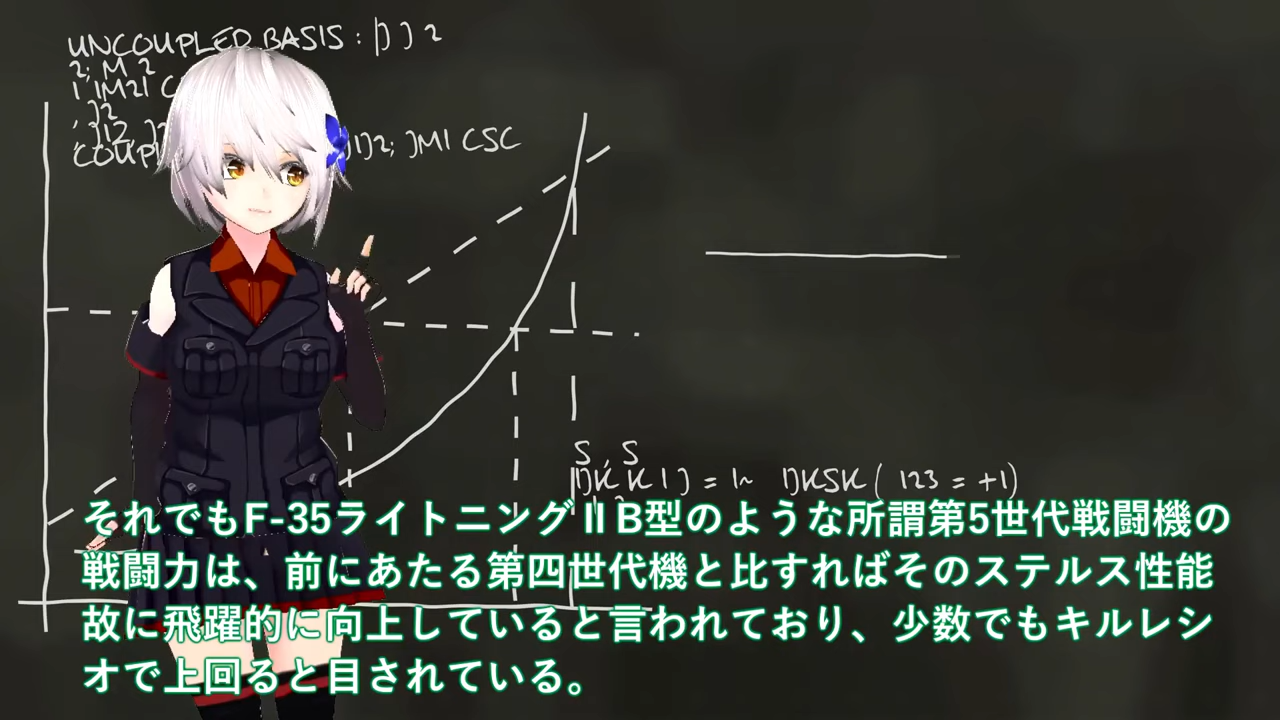 UNCOUPLED BASIS :
COUPL
CSC
S , S
( 123 = +1)
それでもF-35ライトニングⅡB型のような所謂第5世代戦闘機の
戦闘力は、前にあたる第四世代機と比すればそのステルス性能
故に飛躍的に向上していると言われており、少数でもキルレシ
オで上回ると目されている。